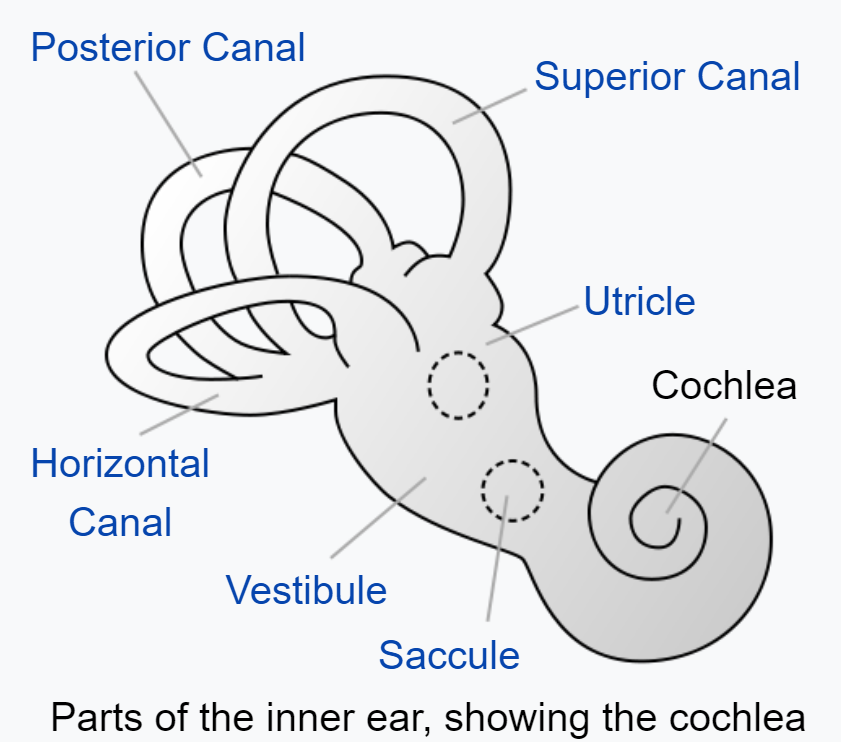 Posterior Canal
Superior Canal
Utricle
Cochlea
Horizontal
Canal
Vestibule
Saccule
Parts of the inner ear, showing the cochlea